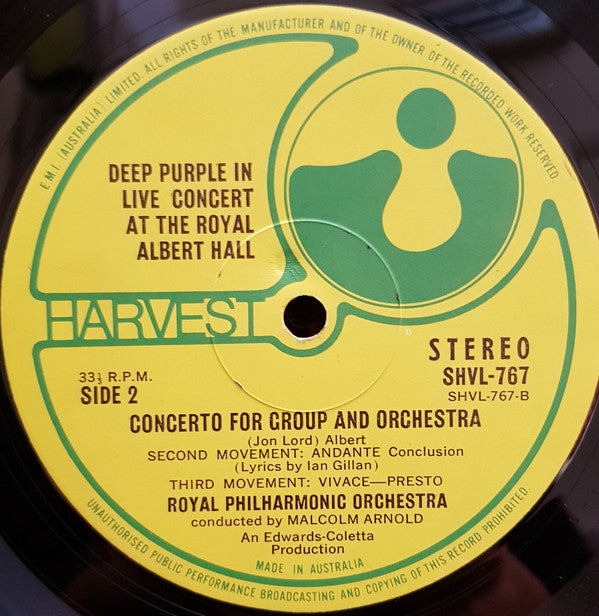 E.M.I. (AUSTRALIA) LIMITED. ALL RIGHTS OF THE MANUFACTURER AND OF THE OWNER OF THE RECORDED WORK RESERVED.
DEEP PURPLE IN
LIVE CONCERT
AT THE ROYAL
ALBERT HALL
HARVEST
STEREO
33⅓ R.P.M.
SHVL-767
SIDE 2
SHVL-767-B
CONCERTO FOR GROUP AND ORCHESTRA
(Jon Lord) Albert
SECOND MOVEMENT: ANDANTE Conclusion
(Lyrics by Ian Gillan)
THIRD MOVEMENT: VIVACE—PRESTO
ROYAL PHILHARMONIC ORCHESTRA
conducted by MALCOLM ARNOLD
An Edwards-Coletta
Production
MADE IN AUSTRALIA
UNAUTHORISED PUBLIC PERFORMANCE BROADCASTING AND COPYING OF THIS RECORD PROHIBITED.